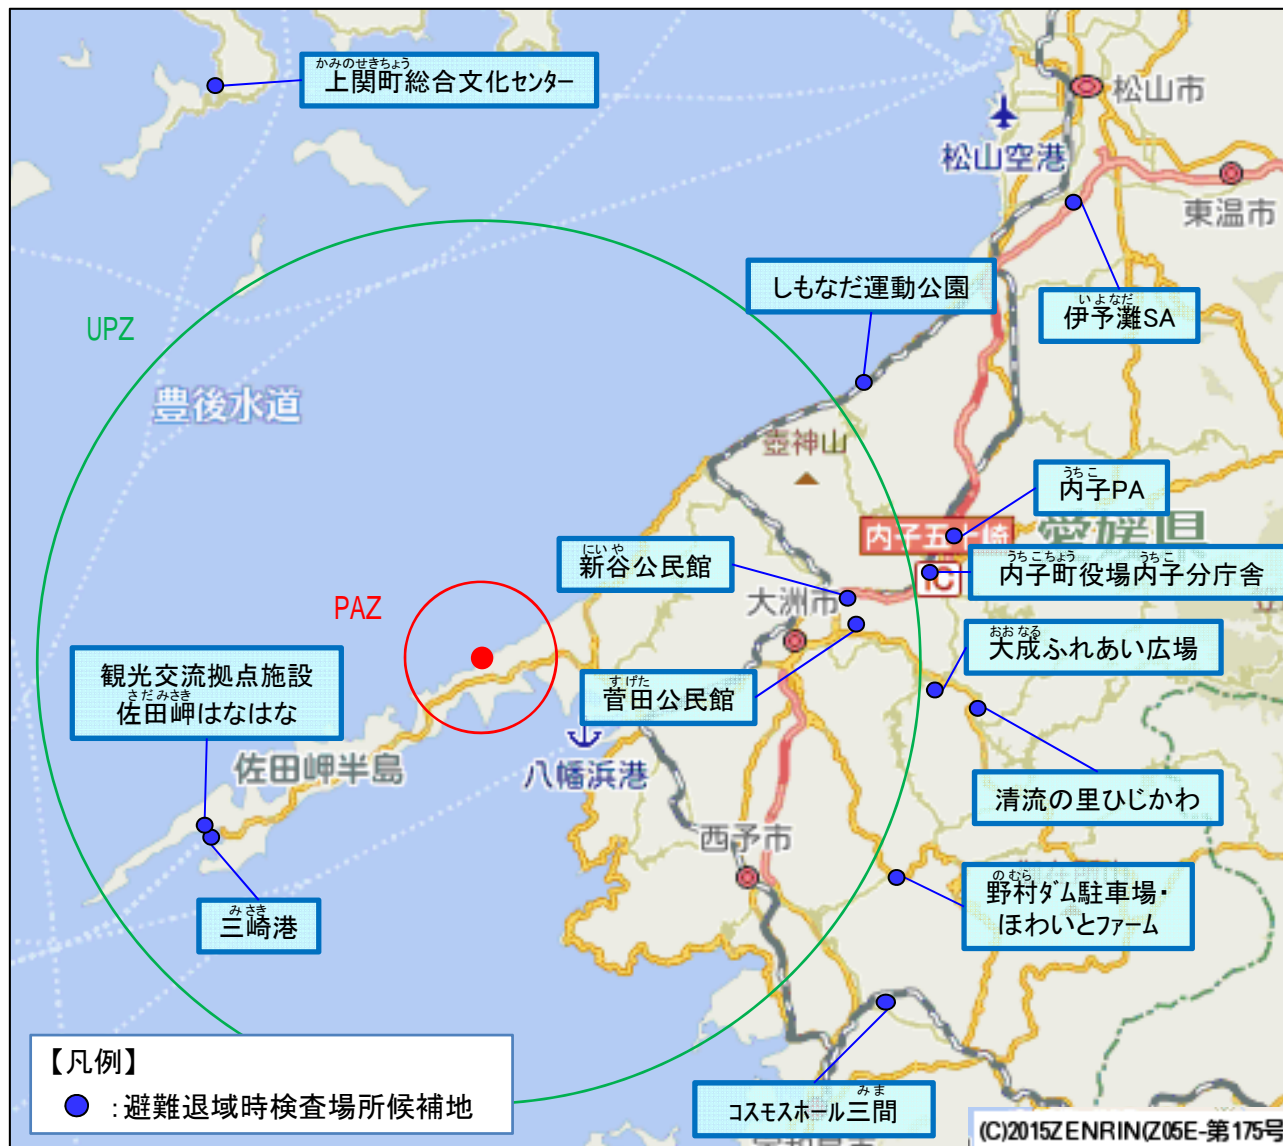 かみのせきちょう
上関町総合文化センター
松山市
松山空港
東温市
しもなだ運動公園
いよなだ
伊予灘SA
UPZ
豊後水道
壺神山
うちこ
内子PA
内子五十崎
愛媛県
IC
うちこちょう うちこ
内子町役場内子分庁舎
にいや
新谷公民館
大洲市
PAZ
おおなる
大成ふれあい広場
観光交流拠点施設
さだみさき
佐田岬はなはな
すげた
菅田公民館
佐田岬半島
八幡浜港
清流の里ひじかわ
西予市
のむら
野村ダム駐車場・
ほわいとファーム
みさき
三崎港
【凡例】
:避難退域時検査場所候補地
みま
コスモスホール三間
(C)2015ZENRIN(Z05E-第175号